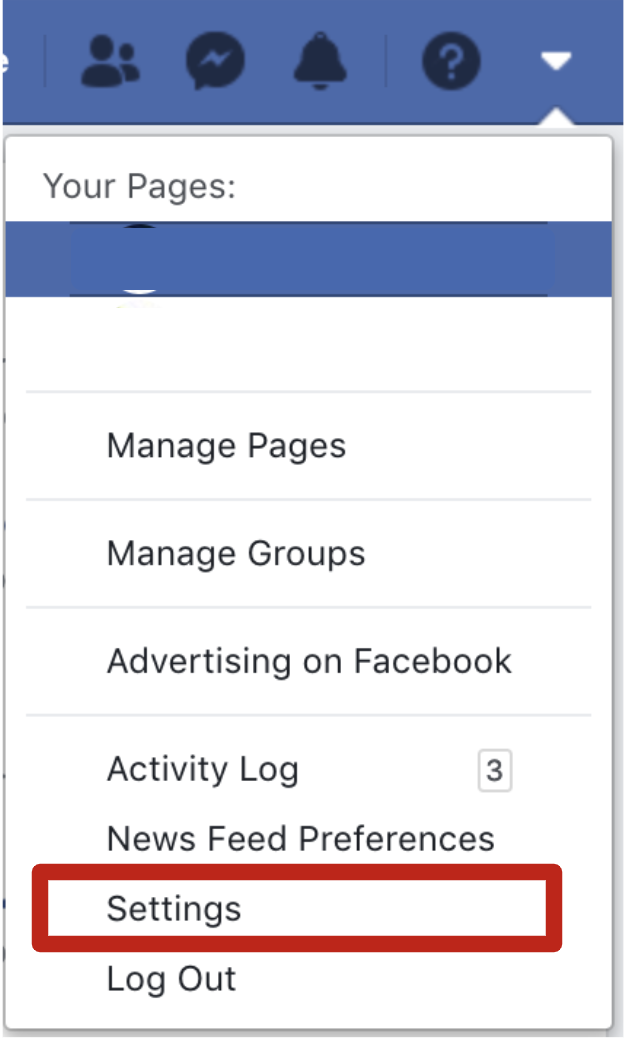 Your Pages:
Manage Pages
Manage Groups
Advertising on Facebook
Activity Log 3
News Feed Preferences
Settings
Log Out